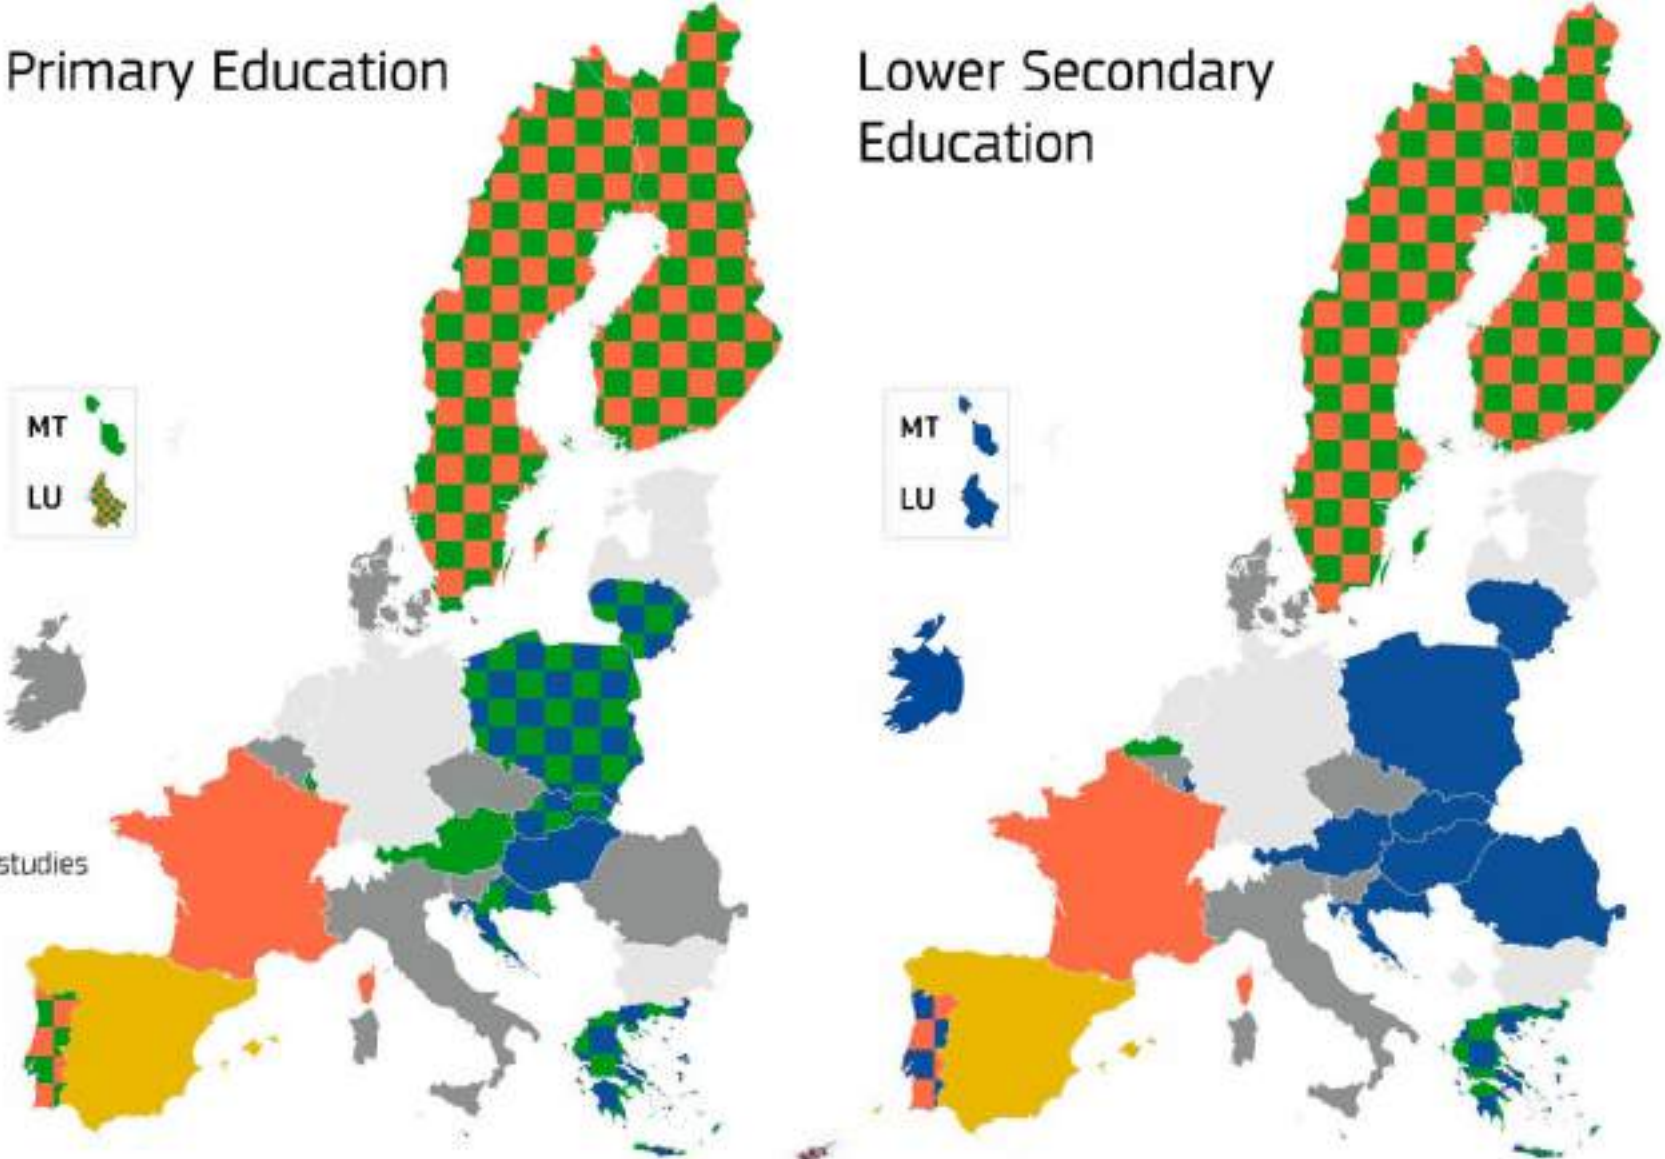 Primary Education
Lower Secondary
Education
MT
LU
MT
LU
studies